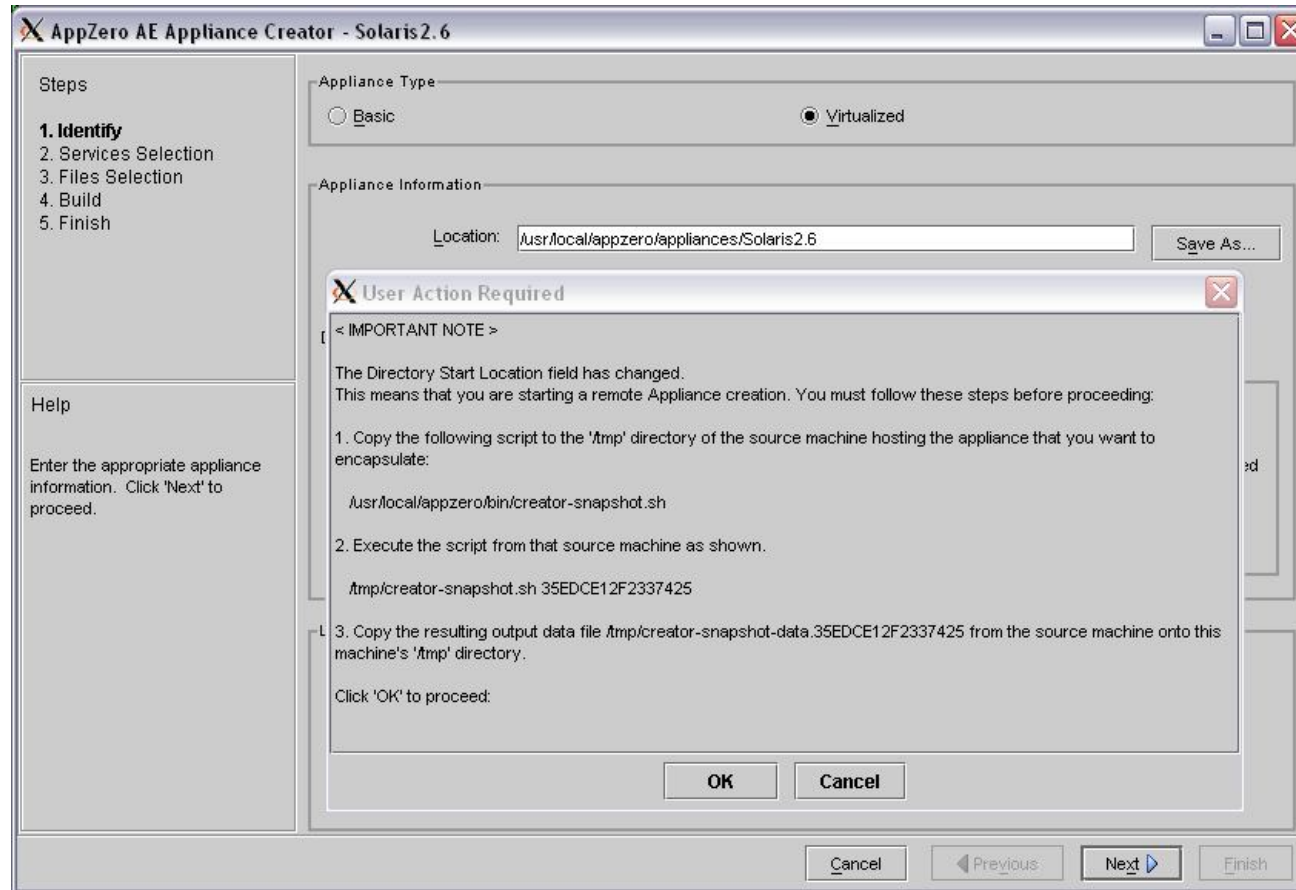 AppZero AE Appliance Creator - Solaris2.6
Steps
1. Identify
2. Services Selection
3. Files Selection
4. Build
5. Finish
Help
Enter the appropriate appliance
information. Click 'Next' to
proceed.
Appliance Type
Basic
Virtualized
Appliance Information
Location: /usr/local/appzero/appliances/Solaris2.6
Save As...
User Action Required
< IMPORTANT NOTE >
The Directory Start Location field has changed.
This means that you are starting a remote Appliance creation. You must follow these steps before proceeding:
1. Copy the following script to the '/tmp' directory of the source machine hosting the appliance that you want to
encapsulate:
/usr/local/appzero/bin/creator-snapshot.sh
2. Execute the script from that source machine as shown.
/tmp/creator-snapshot.sh 35EDCE12F2337425
3. Copy the resulting output data file /tmp/creator-snapshot-data.35EDCE12F2337425 from the source machine onto this
machine's '/tmp' directory.
Click 'OK' to proceed:
OK
Cancel
Cancel
Previous
Next
Finish